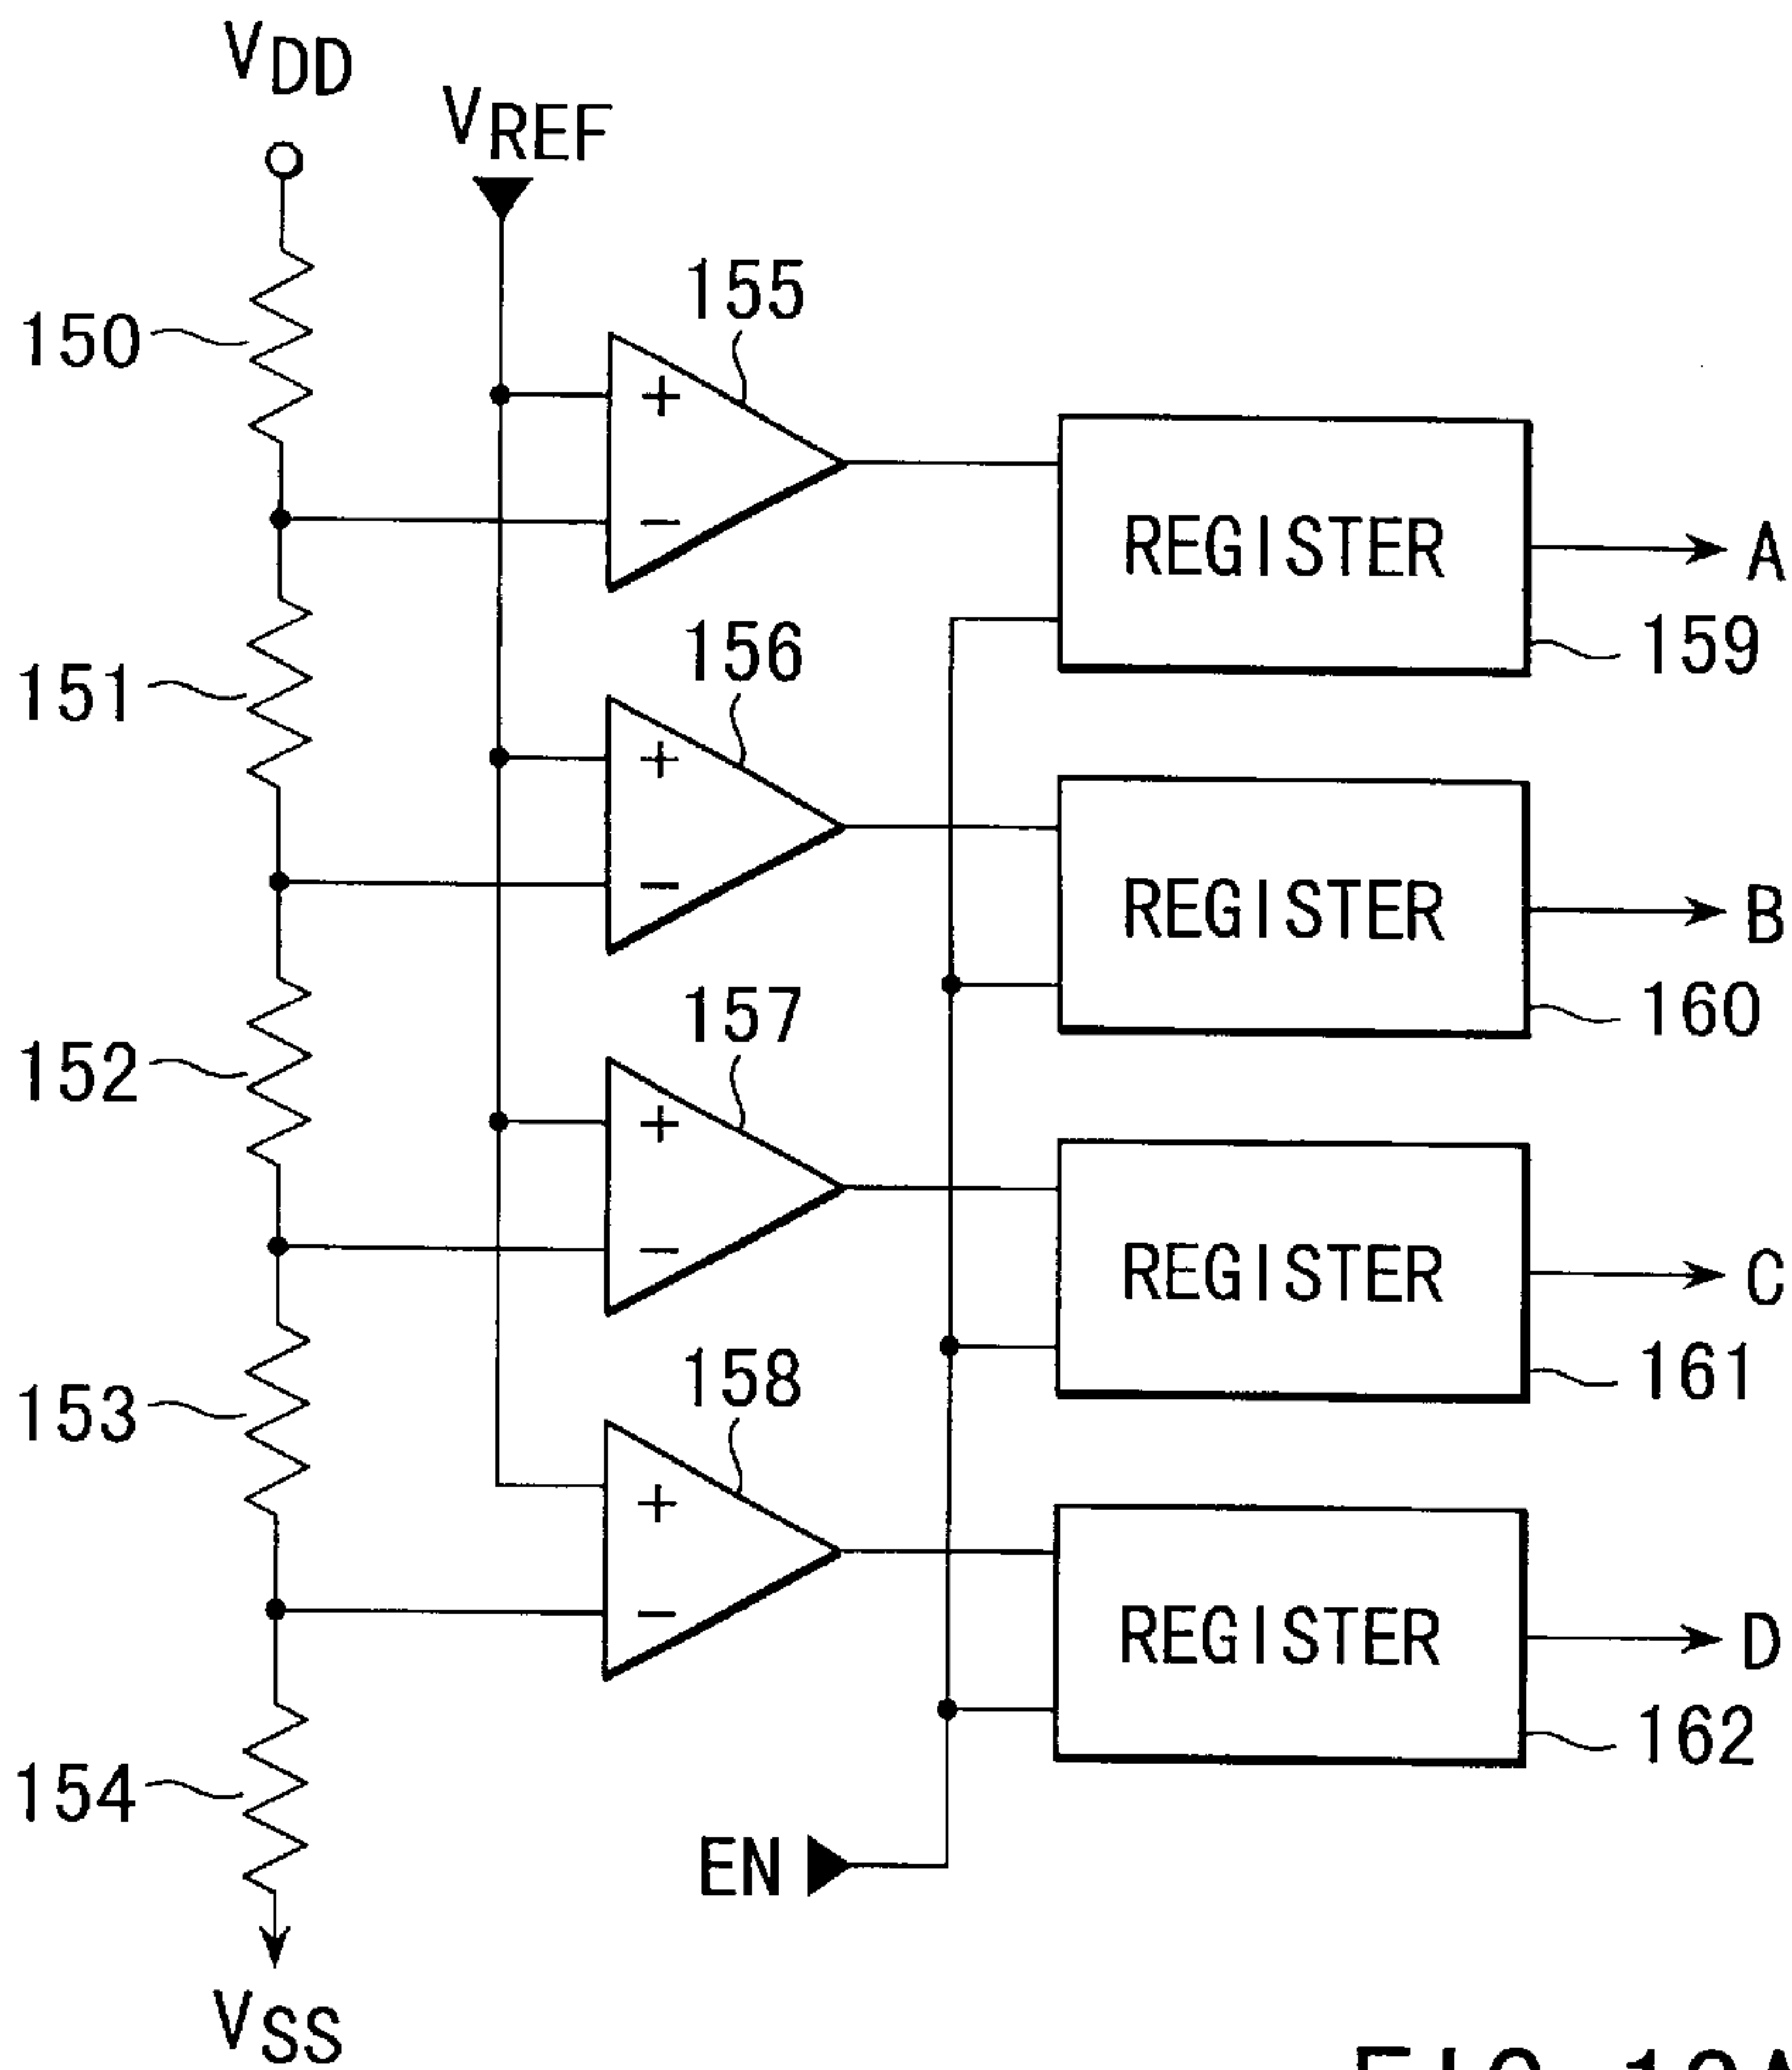 VDD
VREF
155
150
REGISTER
A
159
156
151
REGISTER
B
160
157
152
REGISTER
C
161
158
153
REGISTER
D
162
154
EN
VSS